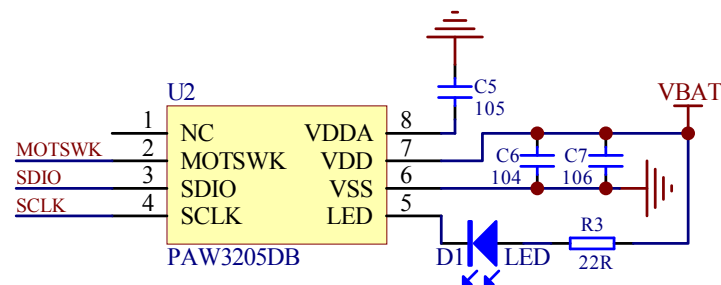 C5
105
U2
VBAT
1 NC VDDA 8
MOTSWK 2 MOTSWK VDD 7
SDIO 3 SDIO VSS 6
SCLK 4 SCLK LED 5
C6 C7
104 106
R3
PAW3205DB D1 LED 22R